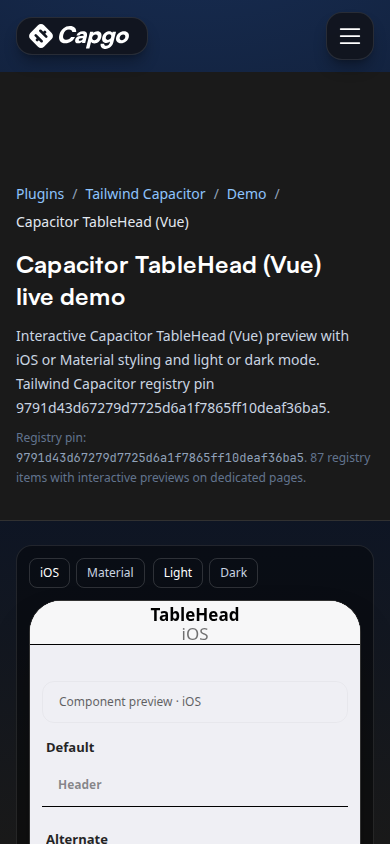 Capgo
Plugins / Tailwind Capacitor / Demo /
Capacitor TableHead (Vue)
Capacitor TableHead (Vue)
live demo
Interactive Capacitor TableHead (Vue) preview with
iOS or Material styling and light or dark mode.
Tailwind Capacitor registry pin
9791d43d67279d7725d6a1f7865ff10deaf36ba5.
Registry pin:
9791d43d67279d7725d6a1f7865ff10deaf36ba5. 87 registry
items with interactive previews on dedicated pages.
iOS Material Light Dark
TableHead
iOS
Component preview · iOS
Default
Header
Alternate